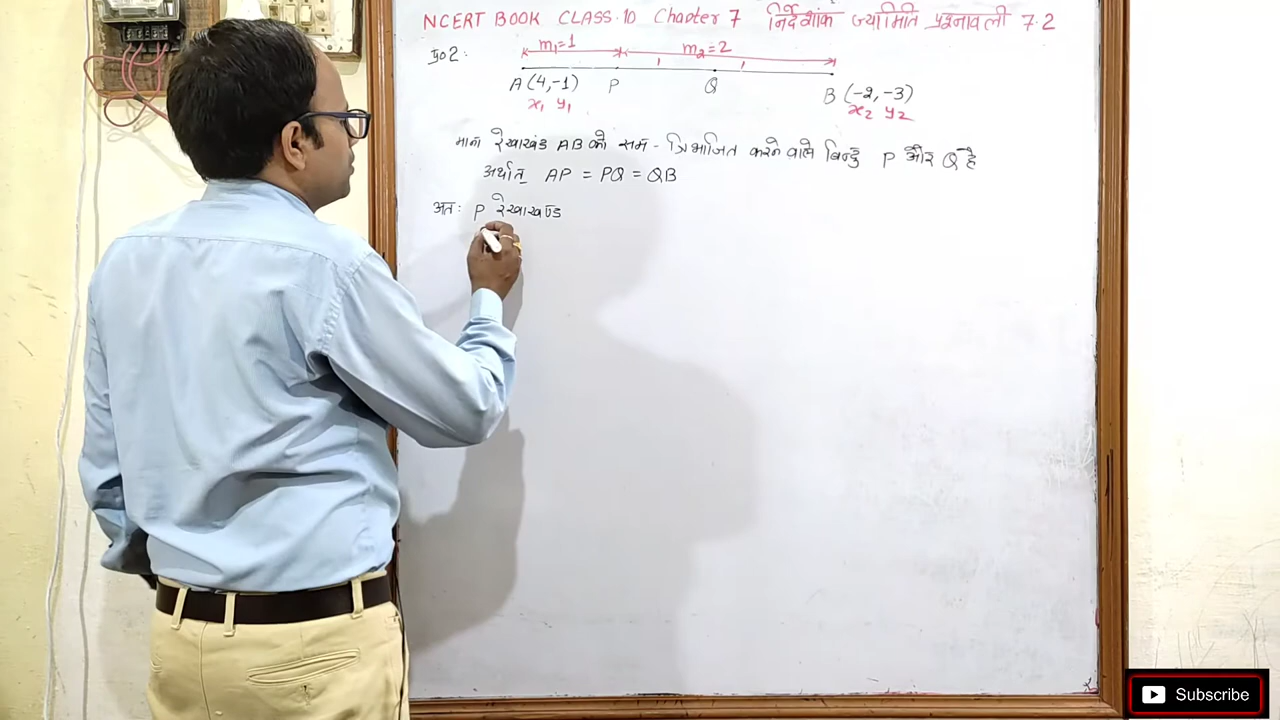 NCERT BOOK CLASS.10 Chapter 7 निर्देशांक ज्यामिति प्रश्नावली 7.2
प्र०2.
m₁=1 m₂=2
A (4,-1) P Q B (-2,-3)
x₁ y₁ x₂ y₂
माना रेखाखंड AB को सम-त्रिभाजित करने वाले बिन्दु P और Q है
अर्थात् AP = PQ = QB
अतः P रेखाखण्ड
Subscribe